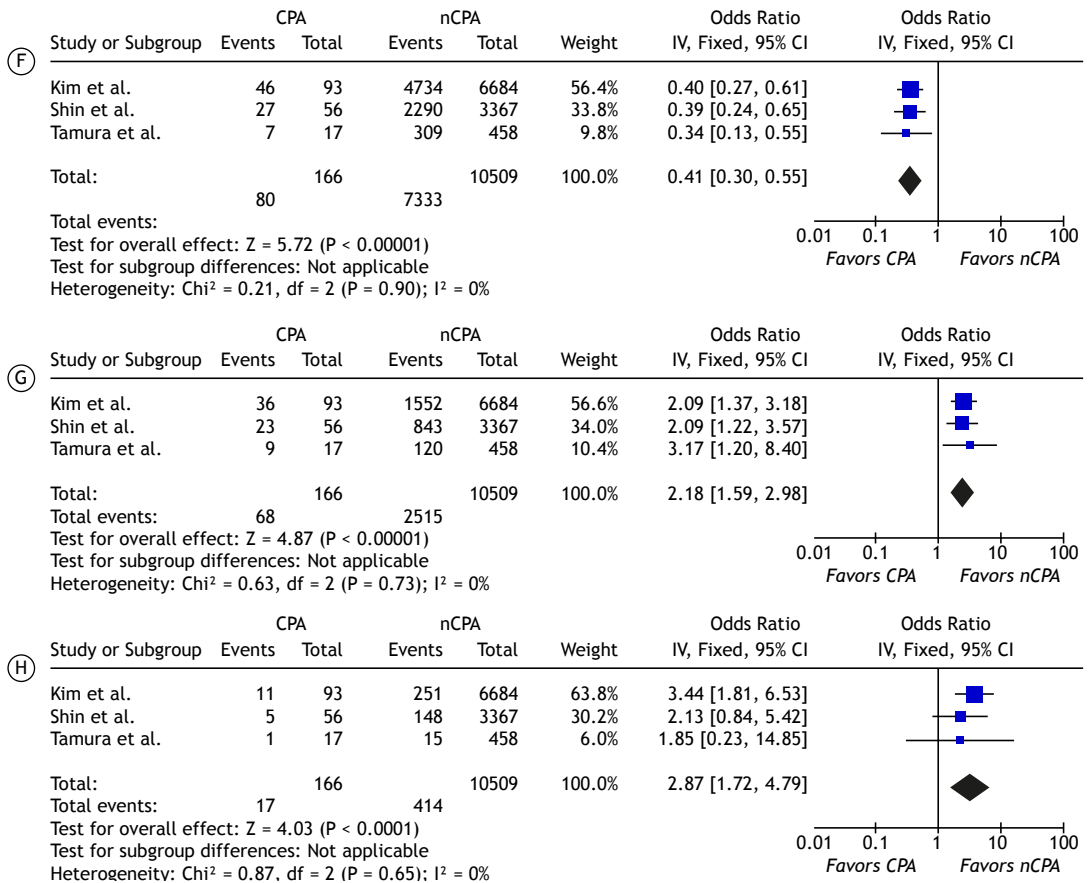 CPA nCPA Odds Ratio Odds Ratio
Study or Subgroup Events Total Events Total Weight IV, Fixed, 95% CI IV, Fixed, 95% CI
F
Kim et al. 46 93 4734 6684 56.4% 0.40 [0.27, 0.61]
Shin et al. 27 56 2290 3367 33.8% 0.39 [0.24, 0.65]
Tamura et al. 7 17 309 458 9.8% 0.34 [0.13, 0.55]
Total: 166 10509 100.0% 0.41 [0.30, 0.55]
80 7333
Total events:
Test for overall effect: Z = 5.72 (P < 0.00001)
Test for subgroup differences: Not applicable
Heterogeneity: Chi² = 0.21, df = 2 (P = 0.90); I² = 0%
0.01 0.1 1 10 100
Favors CPA Favors nCPA
CPA nCPA Odds Ratio Odds Ratio
Study or Subgroup Events Total Events Total Weight IV, Fixed, 95% CI IV, Fixed, 95% CI
G
Kim et al. 36 93 1552 6684 56.6% 2.09 [1.37, 3.18]
Shin et al. 23 56 843 3367 34.0% 2.09 [1.22, 3.57]
Tamura et al. 9 17 120 458 10.4% 3.17 [1.20, 8.40]
Total: 166 10509 100.0% 2.18 [1.59, 2.98]
Total events: 68 2515
Test for overall effect: Z = 4.87 (P < 0.00001)
Test for subgroup differences: Not applicable
Heterogeneity: Chi² = 0.63, df = 2 (P = 0.73); I² = 0%
0.01 0.1 1 10 100
Favors CPA Favors nCPA
CPA nCPA Odds Ratio Odds Ratio
Study or Subgroup Events Total Events Total Weight IV, Fixed, 95% CI IV, Fixed, 95% CI
H
Kim et al. 11 93 251 6684 63.8% 3.44 [1.81, 6.53]
Shin et al. 5 56 148 3367 30.2% 2.13 [0.84, 5.42]
Tamura et al. 1 17 15 458 6.0% 1.85 [0.23, 14.85]
Total: 166 10509 100.0% 2.87 [1.72, 4.79]
Total events: 17 414
Test for overall effect: Z = 4.03 (P < 0.0001)
Test for subgroup differences: Not applicable
Heterogeneity: Chi² = 0.87, df = 2 (P = 0.65); I² = 0%
0.01 0.1 1 10 100
Favors CPA Favors nCPA